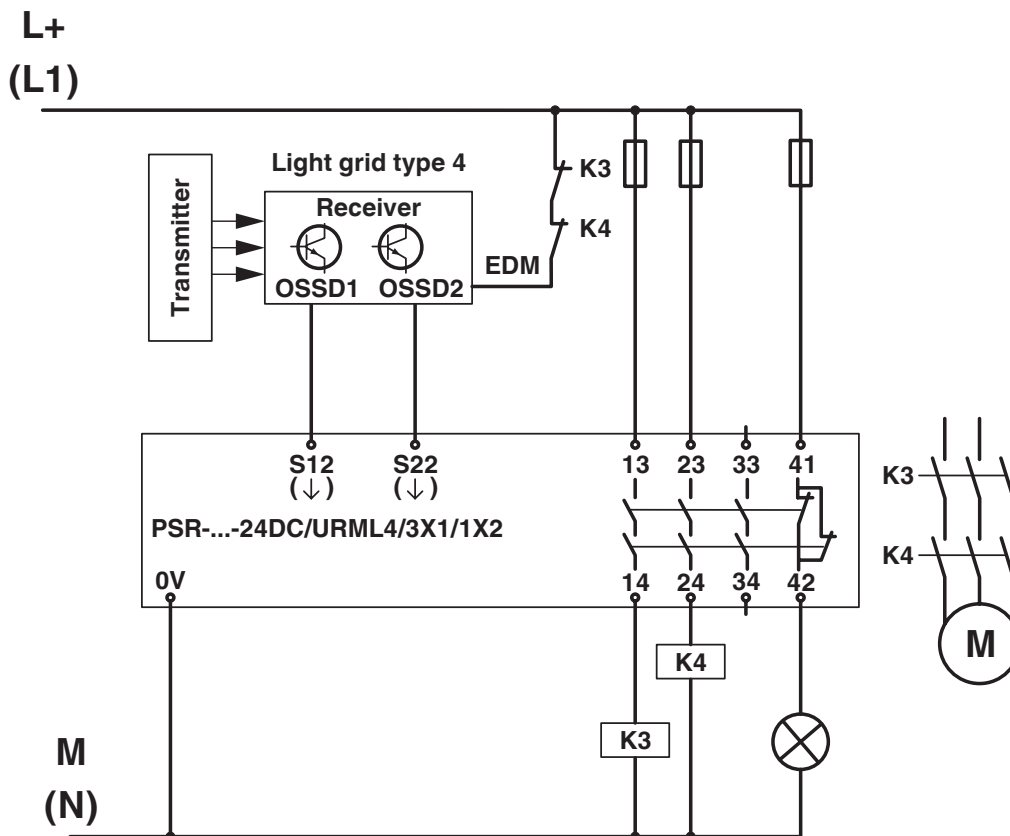 L+
(L1)
Light grid type 4
K3
Transmitter
Receiver
K4
EDM
OSSD1 OSSD2
S12 S22 13 23 33 41
(↓) (↓)
K3
PSR-...-24DC/URML4/3X1/1X2
K4
0V 14 24 34 42
M
K4
K3
M
(N)